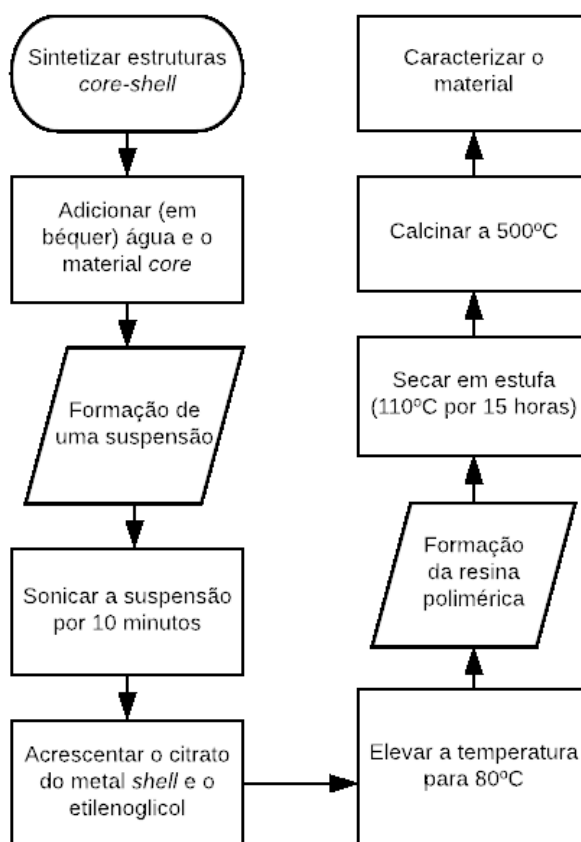 Sintetizar estruturas
core-shell
Adicionar (em
béquer) água e o
material core
Formação de
uma suspensão
Sonicar a suspensão
por 10 minutos
Acrescentar o citrato
do metal shell e o
etilenoglicol
Elevar a temperatura
para 80ºC
Formação
da resina
polimérica
Secar em estufa
(110ºC por 15 horas)
Calcinar a 500ºC
Caracterizar o
material